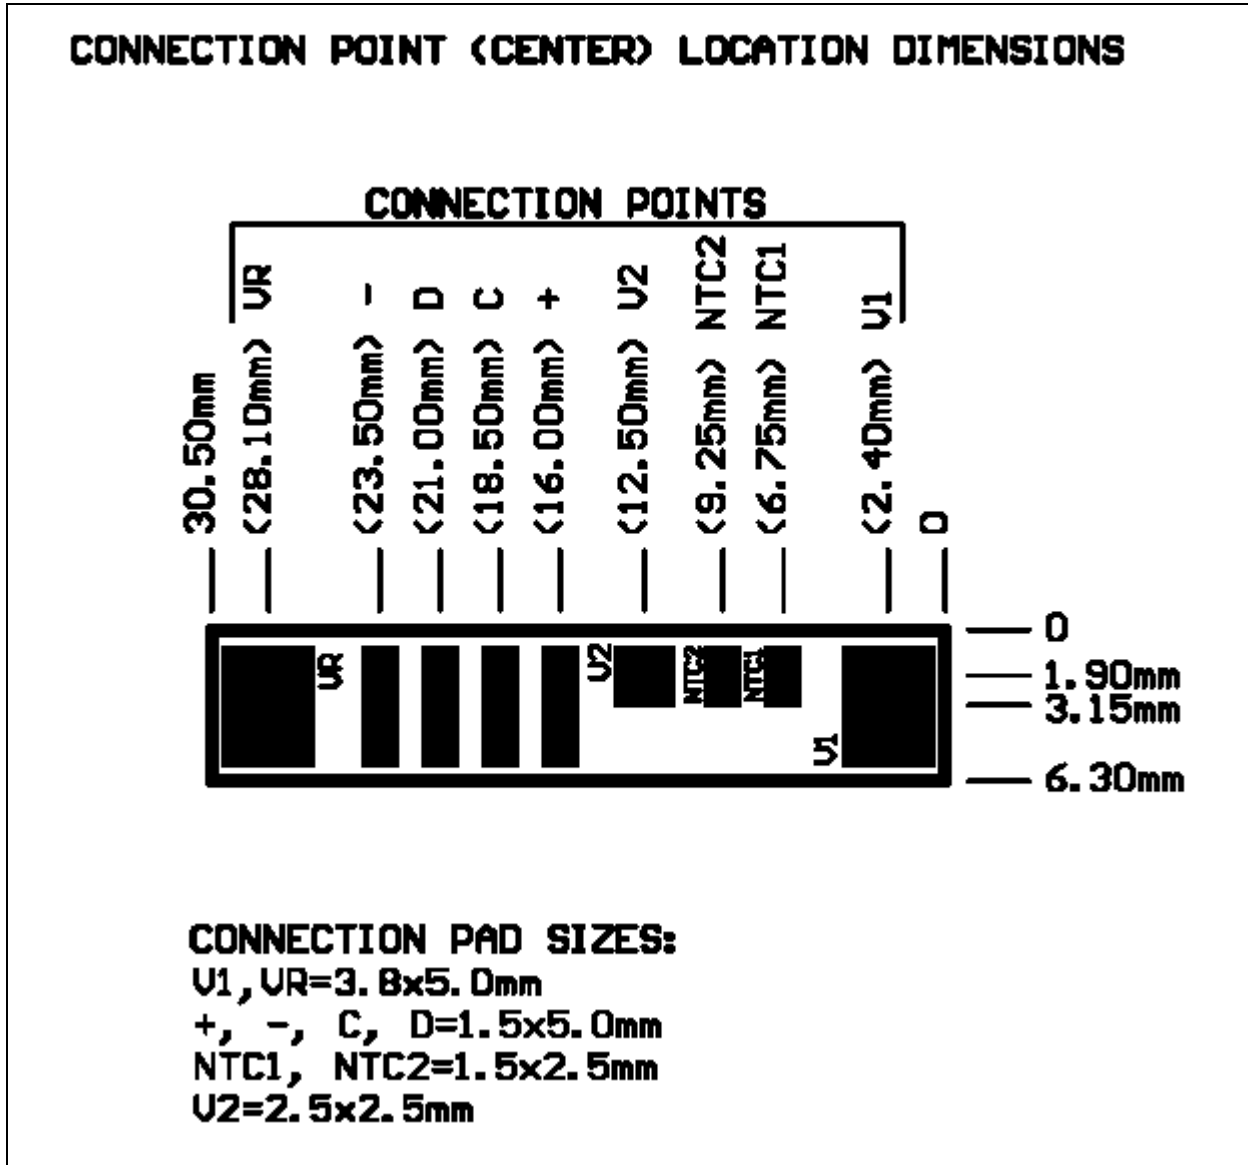 CONNECTION POINT (CENTER) LOCATION DIMENSIONS
CONNECTION POINTS
30.50mm
(28.10mm) VR
(23.50mm) -
(21.00mm) D
(18.50mm) C
(16.00mm) +
(12.50mm) V2
(9.25mm) NTC2
(6.75mm) NTC1
(2.40mm) V1
0
VR
V2
NTC2
NTC1
V1
0
1.90mm
3.15mm
6.30mm
CONNECTION PAD SIZES:
V1,VR=3.8x5.0mm
+, -, C, D=1.5x5.0mm
NTC1, NTC2=1.5x2.5mm
V2=2.5x2.5mm